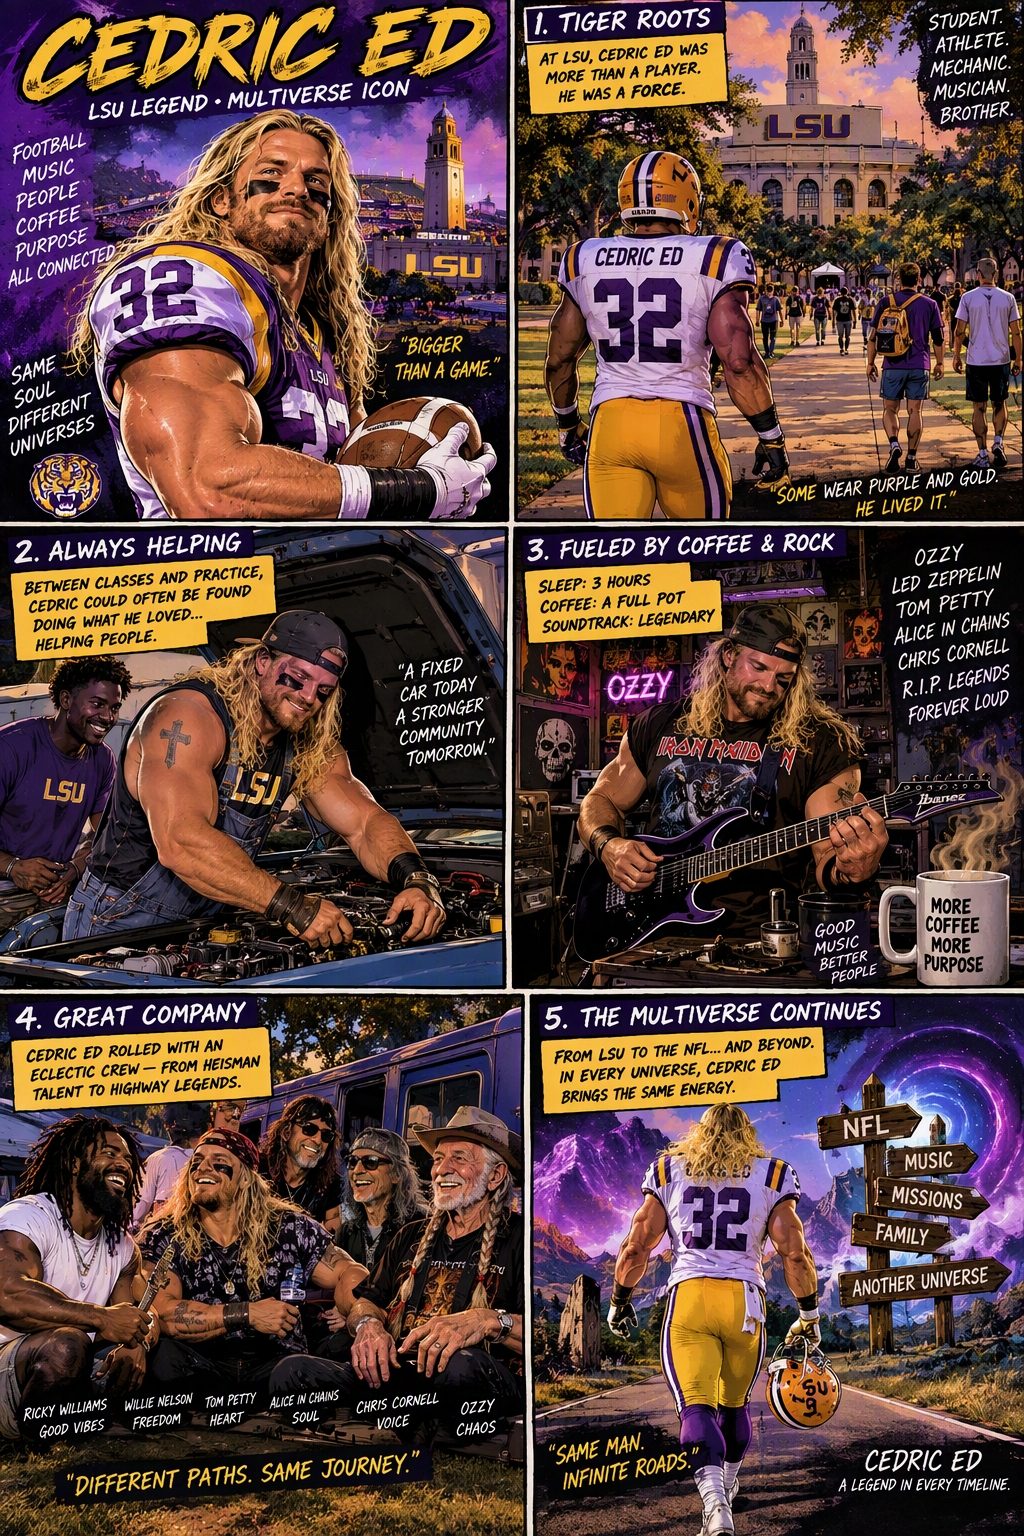 CEDRIC ED
LSU LEGEND • MULTIVERSE ICON
FOOTBALL
MUSIC
PEOPLE
COFFEE
PURPOSE
ALL CONNECTED
LSU
32
LSU
"BIGGER
THAN A GAME."
SAME
SOUL
DIFFERENT
UNIVERSES
1. TIGER ROOTS
AT LSU, CEDRIC ED WAS
MORE THAN A PLAYER.
HE WAS A FORCE.
STUDENT.
ATHLETE.
MECHANIC.
MUSICIAN.
BROTHER.
LSU
CEDRIC ED
32
"SOME WEAR PURPLE AND GOLD.
HE LIVED IT."
2. ALWAYS HELPING
BETWEEN CLASSES AND PRACTICE,
CEDRIC COULD OFTEN BE FOUND
DOING WHAT HE LOVED...
HELPING PEOPLE.
"A FIXED
CAR TODAY
A STRONGER
COMMUNITY
TOMORROW."
LSU
LSU
3. FUELED BY COFFEE & ROCK
SLEEP: 3 HOURS
COFFEE: A FULL POT
SOUNDTRACK: LEGENDARY
OZZY
LED ZEPPELIN
TOM PETTY
ALICE IN CHAINS
CHRIS CORNELL
R.I.P. LEGENDS
FOREVER LOUD
OZZY
IRON MAIDEN
Ibanez
GOOD
MUSIC
BETTER
PEOPLE
MORE
COFFEE
MORE
PURPOSE
4. GREAT COMPANY
CEDRIC ED ROLLED WITH AN
ECLECTIC CREW — FROM HEISMAN
TALENT TO HIGHWAY LEGENDS.
RICKY WILLIAMS
GOOD VIBES
WILLIE NELSON
FREEDOM
TOM PETTY
HEART
ALICE IN CHAINS
SOUL
CHRIS CORNELL
VOICE
OZZY
CHAOS
"DIFFERENT PATHS. SAME JOURNEY."
5. THE MULTIVERSE CONTINUES
FROM LSU TO THE NFL... AND BEYOND.
IN EVERY UNIVERSE, CEDRIC ED
BRINGS THE SAME ENERGY.
NFL
MUSIC
MISSIONS
FAMILY
ANOTHER UNIVERSE
32
"SAME MAN.
INFINITE ROADS."
CEDRIC ED
A LEGEND IN EVERY TIMELINE.